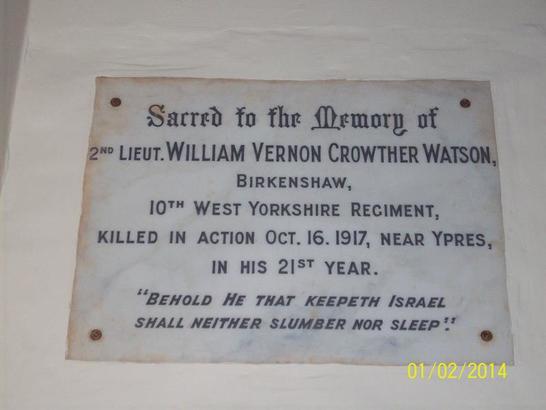 Sacred to the Memory of
2ND LIEUT. WILLIAM VERNON CROWTHER WATSON,
BIRKENSHAW,
10TH WEST YORKSHIRE REGIMENT,
KILLED IN ACTION OCT. 16. 1917, NEAR YPRES,
IN HIS 21ST YEAR.
"BEHOLD HE THAT KEEPETH ISRAEL
SHALL NEITHER SLUMBER NOR SLEEP".
01/02/2014